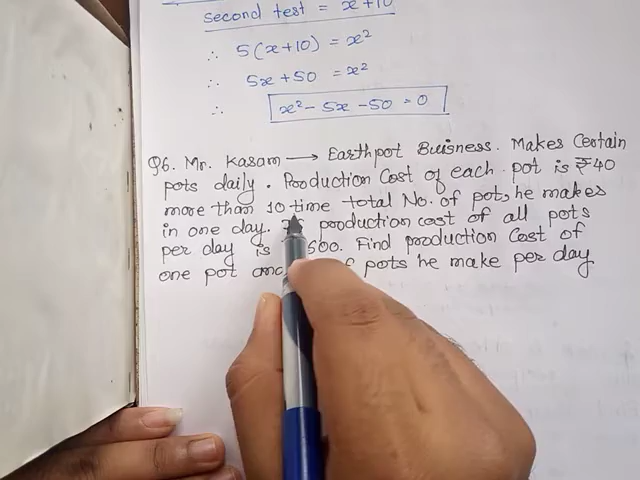 second test = x+10
∴ 5(x+10) = x²
∴ 5x+50 = x²
∴ x² - 5x - 50 = 0
Q6. Mr. Kasam → Earthpot Buisness. Makes Certain
pots daily. Production Cost of each pot is ₹40
more than 10 time total No. of pot, he makes
in one day. production cost of all pots
per day is 600. Find production Cost of
one pot of pots he make per day